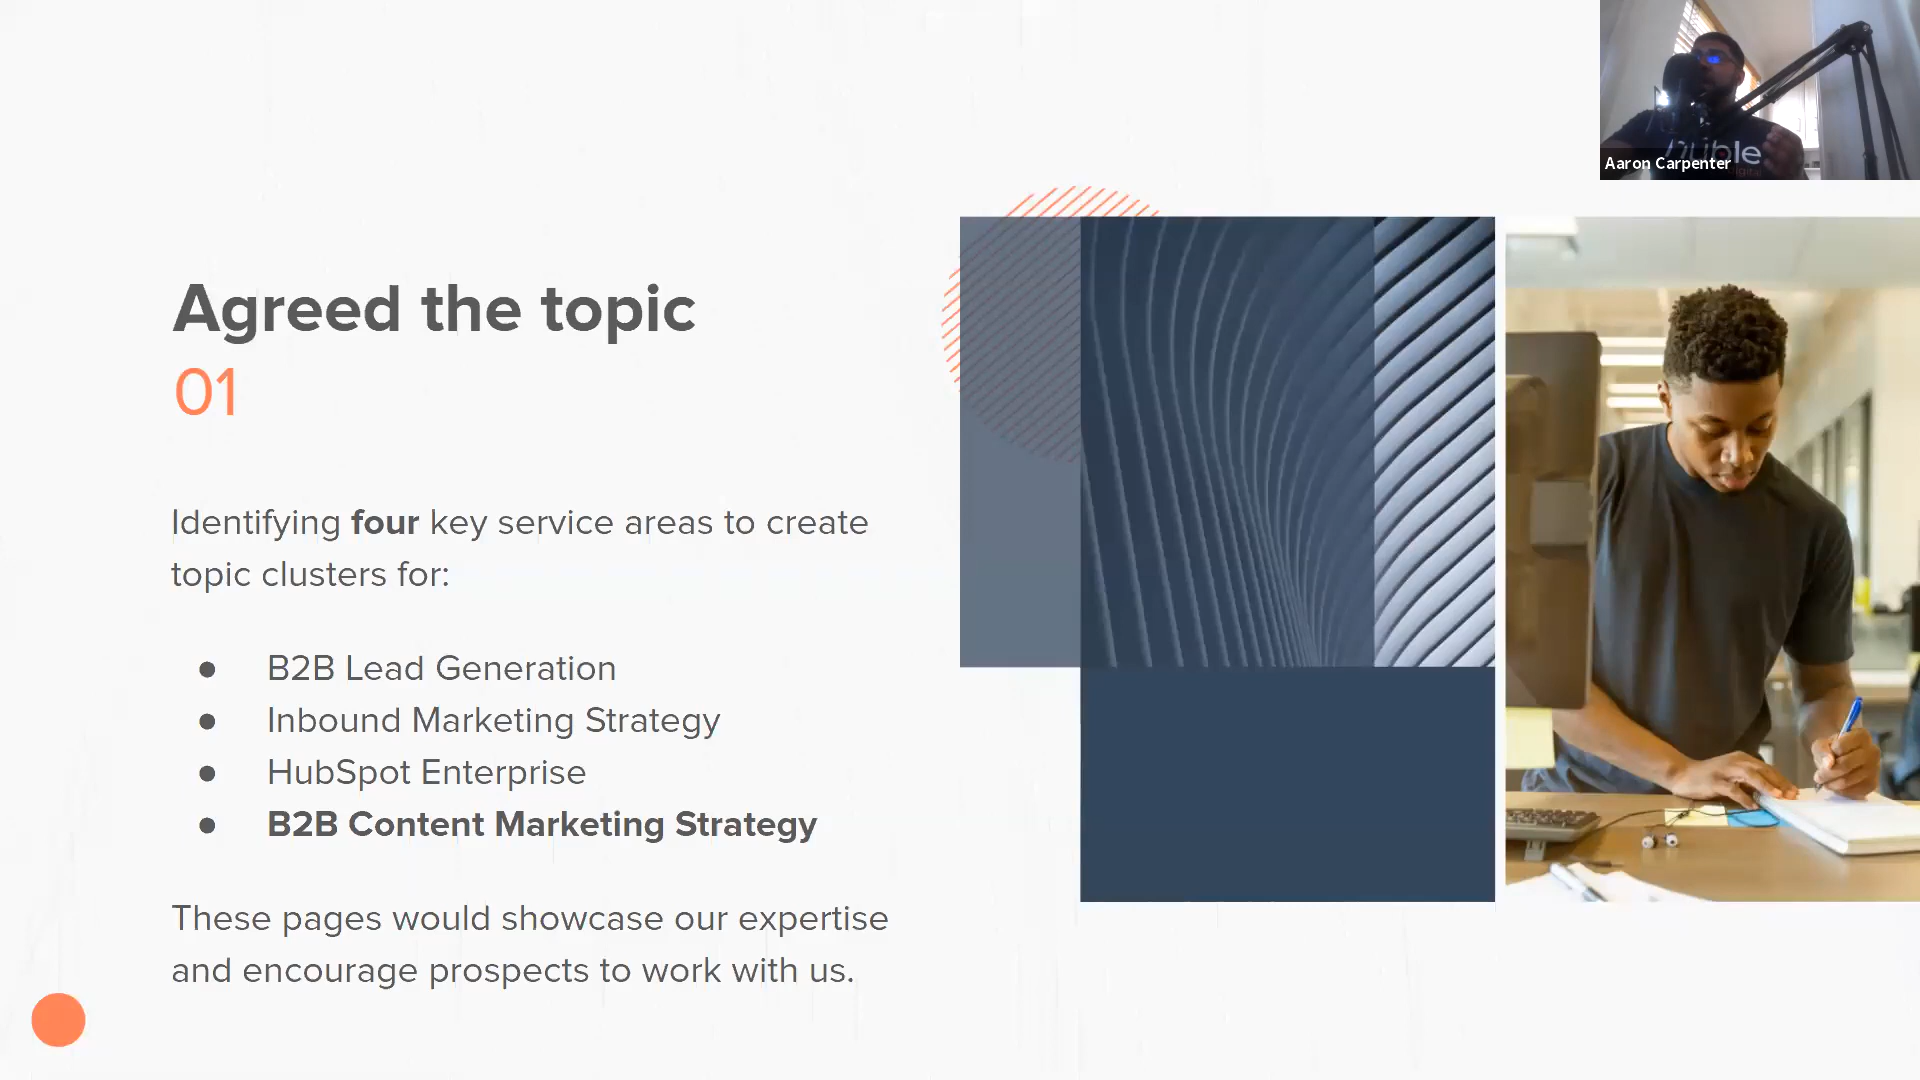 Agreed the topic
01
Identifying four key service areas to create
topic clusters for:
● B2B Lead Generation
● Inbound Marketing Strategy
● HubSpot Enterprise
● B2B Content Marketing Strategy
These pages would showcase our expertise
and encourage prospects to work with us.
Aaron Carpenter